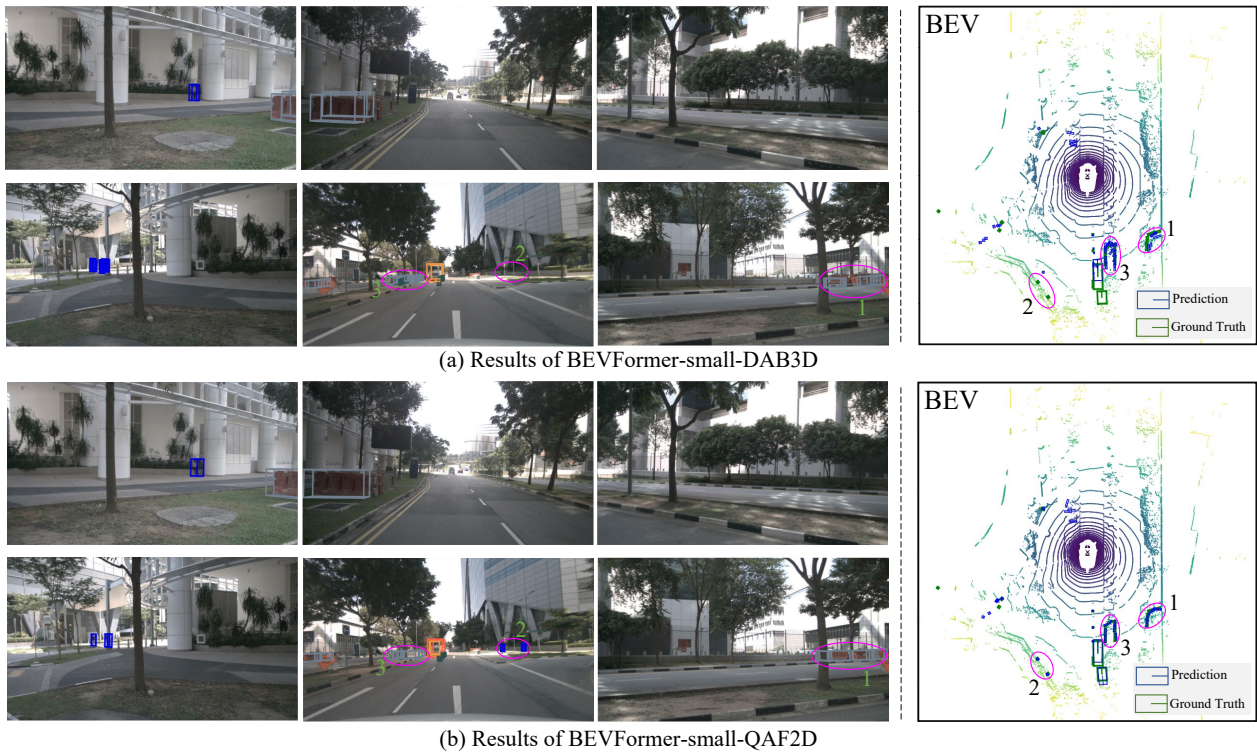 BEV
1
2
3
2
3
1
Prediction
Ground Truth
(a) Results of BEVFormer-small-DAB3D
BEV
1
2
3
2
3
1
Prediction
Ground Truth
(b) Results of BEVFormer-small-QAF2D